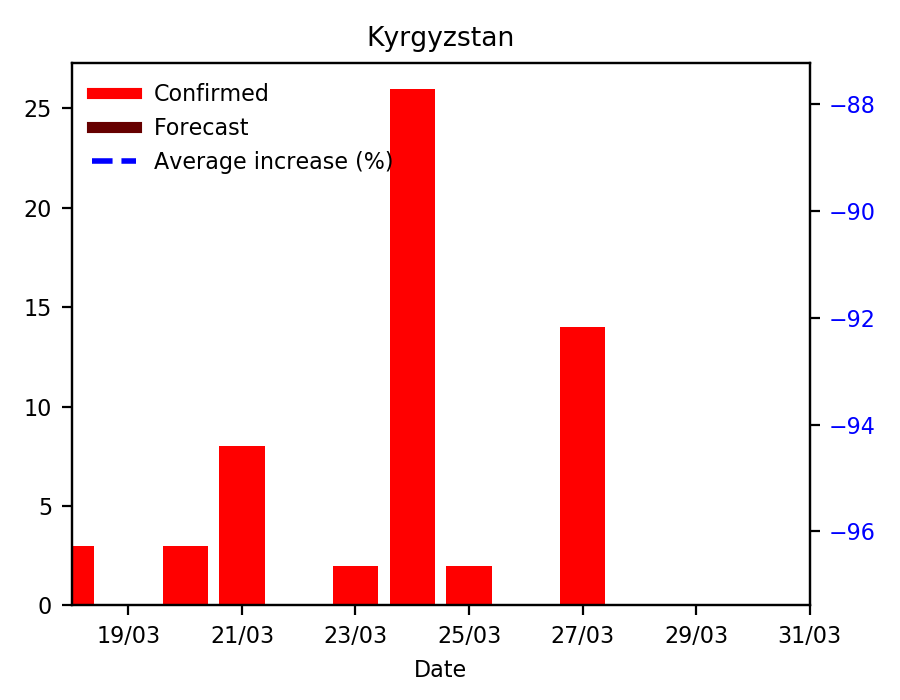 Kyrgyzstan
Confirmed
Forecast
Average increase (%)
25
20
15
10
5
0
−88
−90
−92
−94
−96
19/03 21/03 23/03 25/03 27/03 29/03 31/03
Date